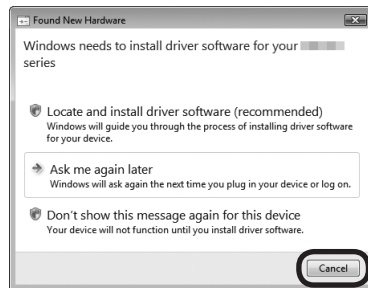 Found New Hardware
Windows needs to install driver software for your
series
Locate and install driver software (recommended)
Windows will guide you through the process of installing driver software
for your device.
Ask me again later
Windows will ask again the next time you plug in your device or log on.
Don't show this message again for this device
Your device will not function until you install driver software.
Cancel